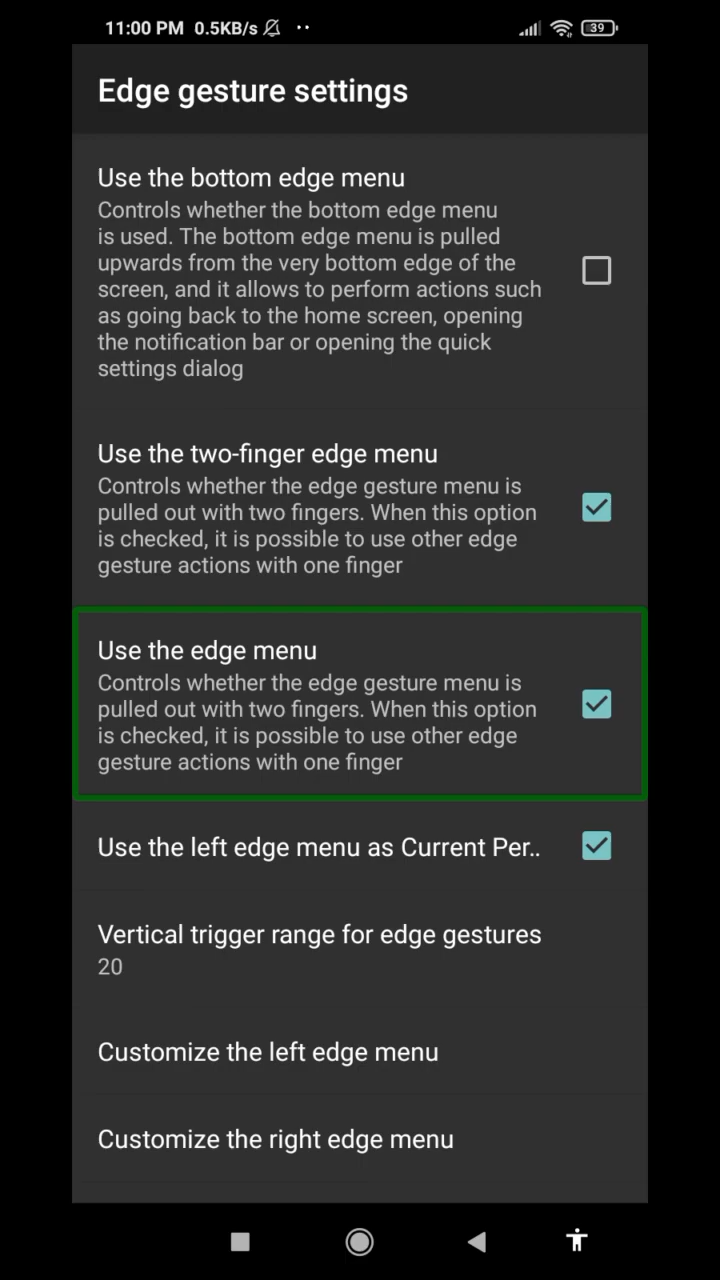 11:00 PM 0.5KB/s
39
Edge gesture settings
Use the bottom edge menu
Controls whether the bottom edge menu
is used. The bottom edge menu is pulled
upwards from the very bottom edge of the
screen, and it allows to perform actions such
as going back to the home screen, opening
the notification bar or opening the quick
settings dialog
Use the two-finger edge menu
Controls whether the edge gesture menu is
pulled out with two fingers. When this option
is checked, it is possible to use other edge
gesture actions with one finger
Use the edge menu
Controls whether the edge gesture menu is
pulled out with two fingers. When this option
is checked, it is possible to use other edge
gesture actions with one finger
Use the left edge menu as Current Per..
Vertical trigger range for edge gestures
20
Customize the left edge menu
Customize the right edge menu